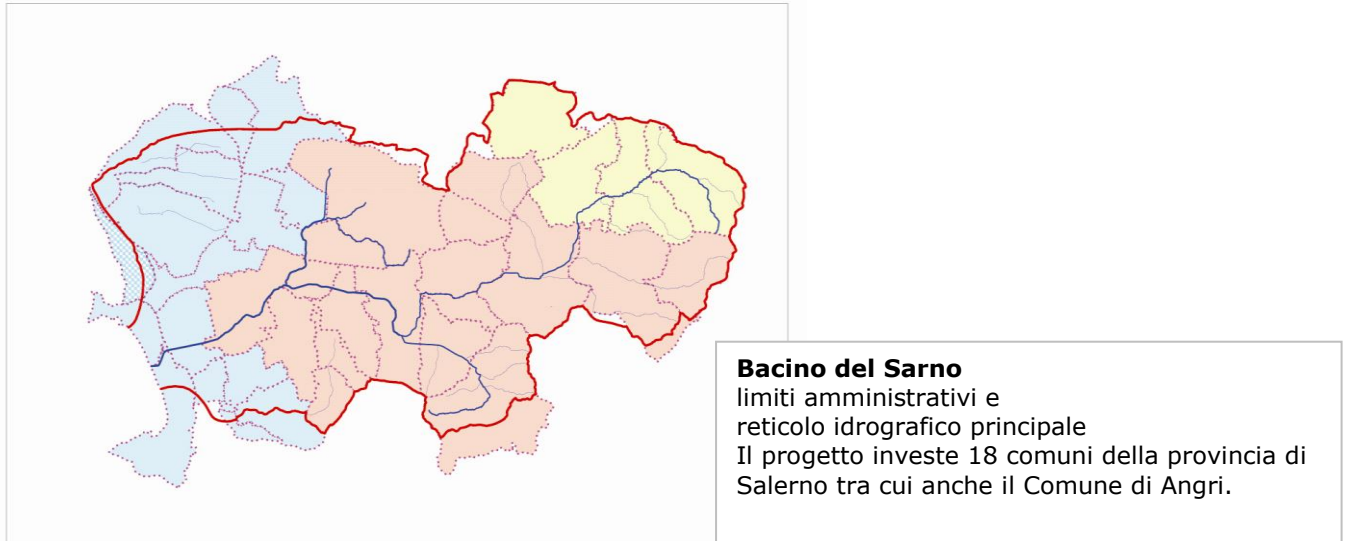 Bacino del Sarno
limiti amministrativi e
reticolo idrografico principale
Il progetto investe 18 comuni della provincia di
Salerno tra cui anche il Comune di Angri.